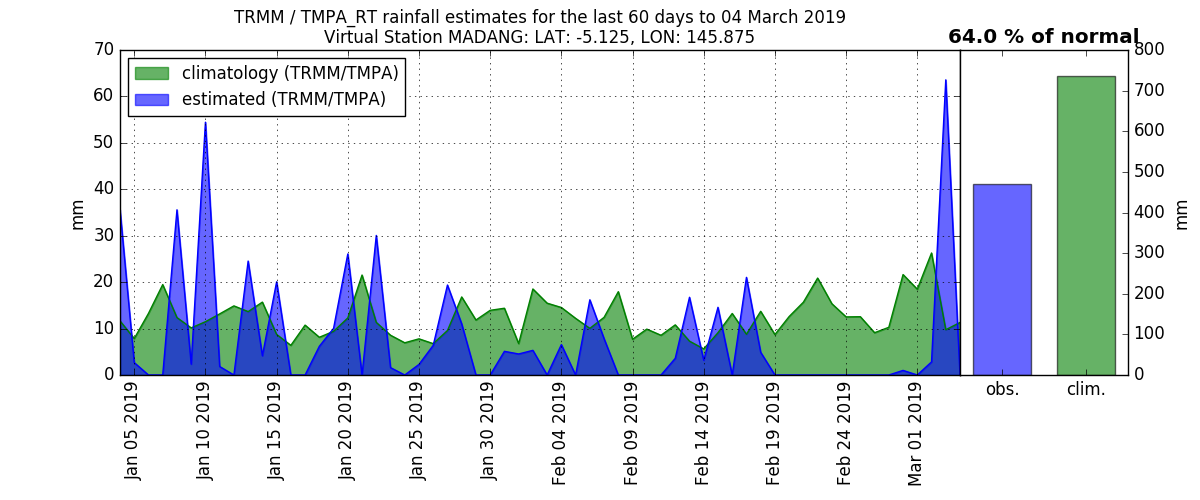 TRMM / TMPA_RT rainfall estimates for the last 60 days to 04 March 2019
Virtual Station MADANG: LAT: -5.125, LON: 145.875
64.0 % of normal
climatology (TRMM/TMPA)
estimated (TRMM/TMPA)
mm
70
60
50
40
30
20
10
0
Jan 05 2019
Jan 10 2019
Jan 15 2019
Jan 20 2019
Jan 25 2019
Jan 30 2019
Feb 04 2019
Feb 09 2019
Feb 14 2019
Feb 19 2019
Feb 24 2019
Mar 01 2019
obs.
clim.
800
700
600
500
400
300
200
100
0
mm